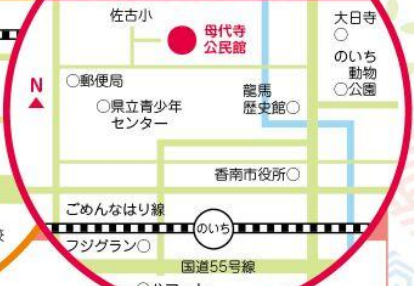 佐古小
母代寺
公民館
大日寺
○
のいち
動物
○公園
N
○郵便局
○県立青少年
センター
龍馬
歴史館○
香南市役所○
ごめんなはり線
のいち
フジグラン○
国道55号線